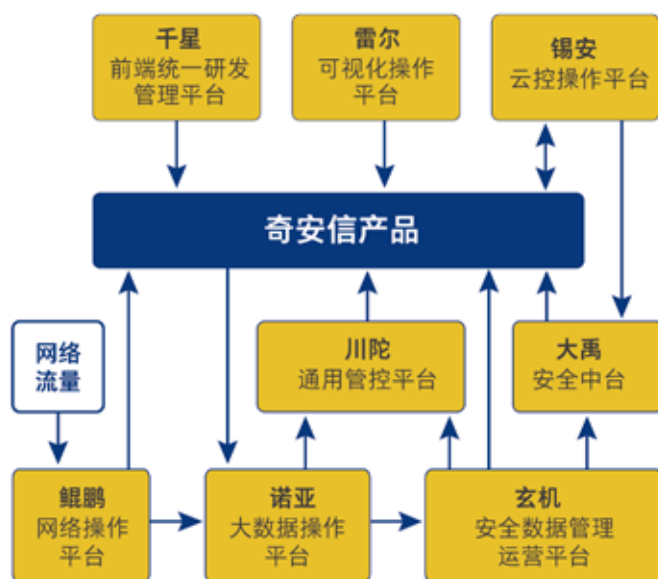 千星
前端统一研发
管理平台
雷尔
可视化操作
平台
锡安
云控操作平台
奇安信产品
网络
流量
川陀
通用管控平台
大禹
安全中台
鲲鹏
网络操作
平台
诺亚
大数据操作
平台
玄机
安全数据管理
运营平台